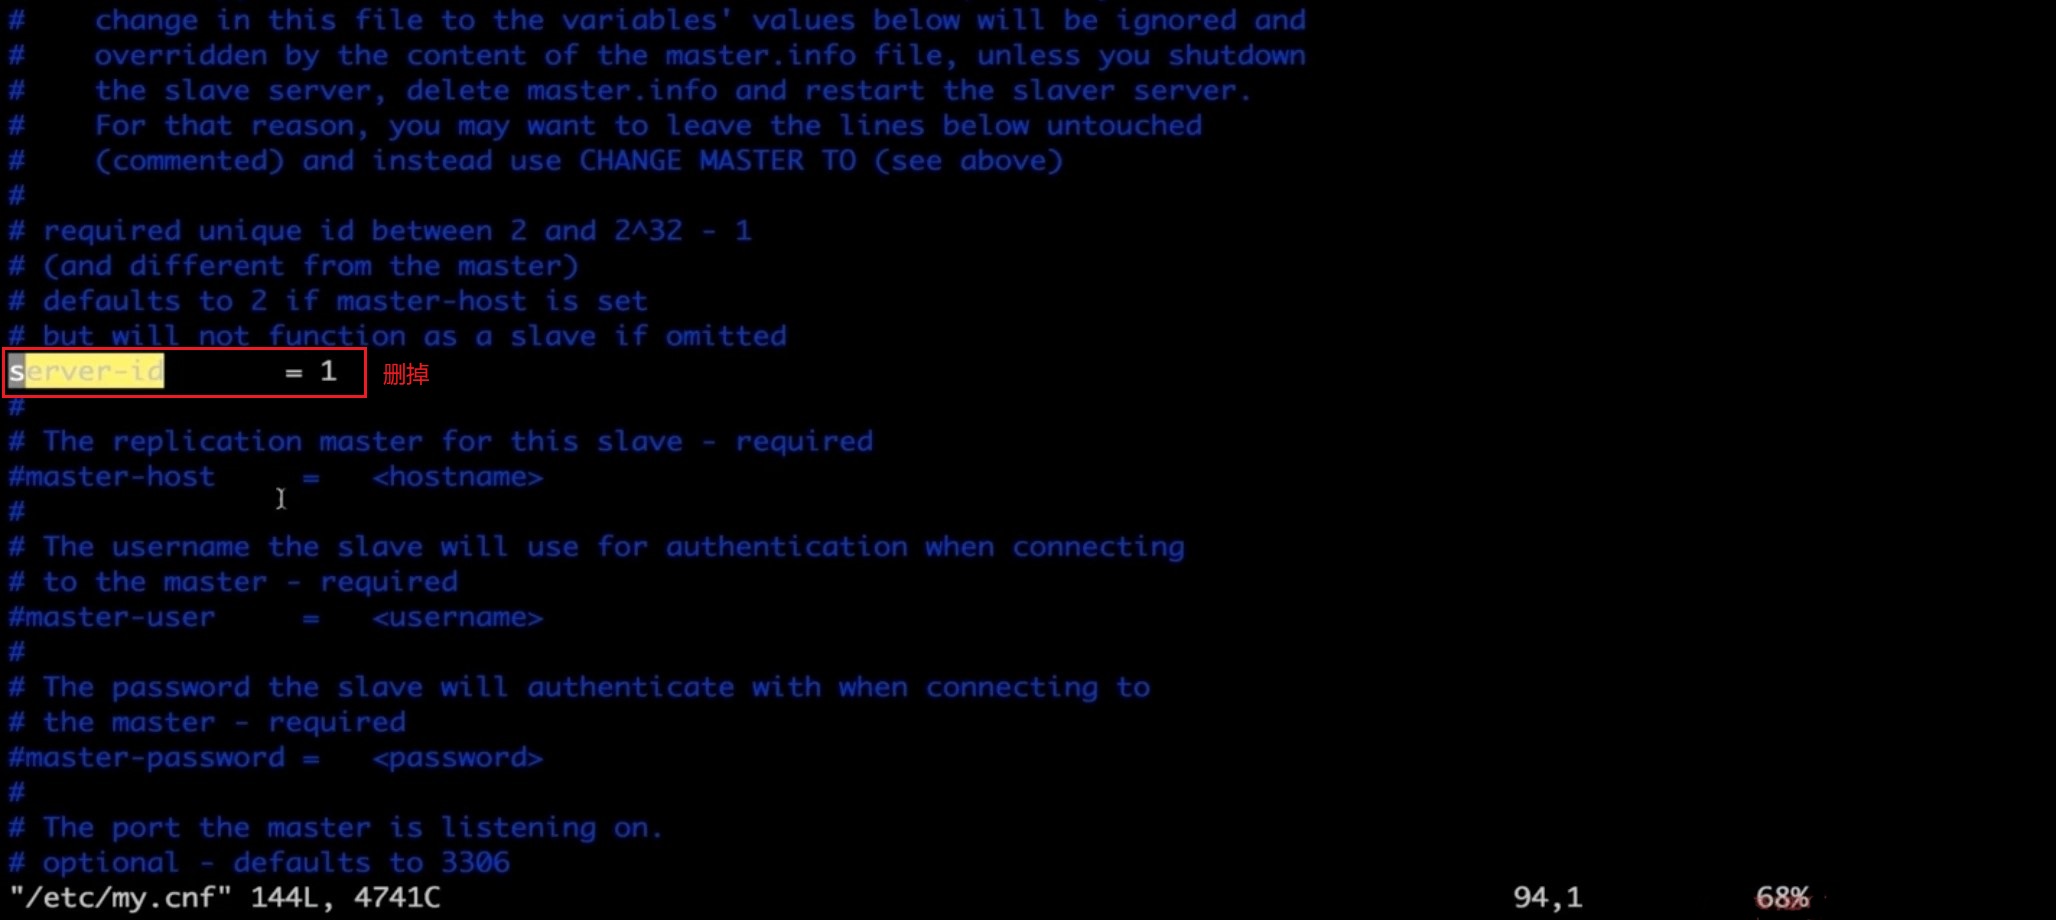 #    change in this file to the variables' values below will be ignored and
#    overridden by the content of the master.info file, unless you shutdown
#    the slave server, delete master.info and restart the slaver server.
#    For that reason, you may want to leave the lines below untouched
#    (commented) and instead use CHANGE MASTER TO (see above)
#
# required unique id between 2 and 2^32 - 1
# (and different from the master)
# defaults to 2 if master-host is set
# but will not function as a slave if omitted
server-id       = 1 删掉
#
# The replication master for this slave - required
#master-host     =   <hostname>
#
# The username the slave will use for authentication when connecting
# to the master - required
#master-user     =   <username>
#
# The password the slave will authenticate with when connecting to
# the master - required
#master-password =   <password>
#
# The port the master is listening on.
# optional - defaults to 3306
"/etc/my.cnf" 144L, 4741C 94,1 68%